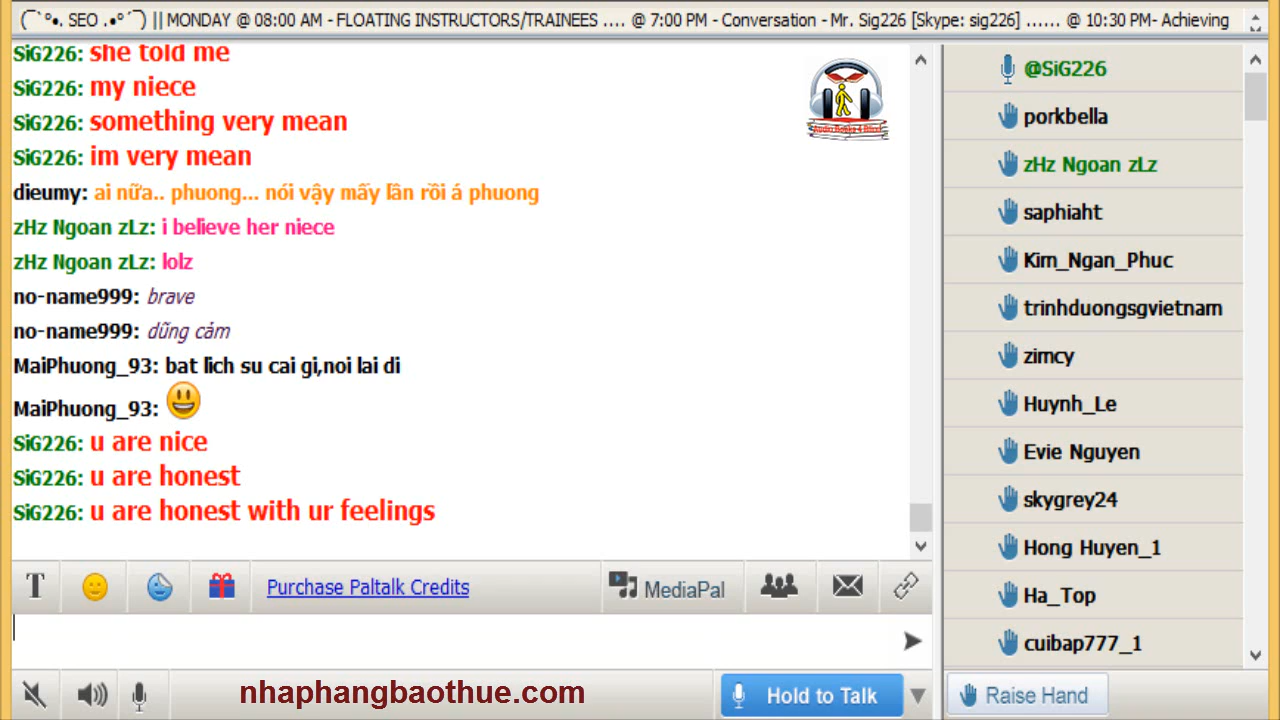 (¯`°•. SEO .•°´¯) || MONDAY @ 08:00 AM - FLOATING INSTRUCTORS/TRAINEES .... @ 7:00 PM - Conversation - Mr. Sig226 [Skype: sig226] ...... @ 10:30 PM- Achieving
SiG226: she told me
SiG226: my niece
SiG226: something very mean
SiG226: im very mean
dieumy: ai nữa.. phuong... nói vậy mấy lần rồi á phuong
zHz Ngoan zLz: i believe her niece
zHz Ngoan zLz: lolz
no-name999: brave
no-name999: dũng cảm
MaiPhuong_93: bat lich su cai gi,noi lai di
MaiPhuong_93:
SiG226: u are nice
SiG226: u are honest
SiG226: u are honest with ur feelings
Audio Books 4 Blind
@SiG226
porkbella
zHz Ngoan zLz
saphiaht
Kim_Ngan_Phuc
trinhduongsgvietnam
zimcy
Huynh_Le
Evie Nguyen
skygrey24
Hong Huyen_1
Ha_Top
cuibap777_1
T
Purchase Paltalk Credits
MediaPal
nhaphangbaothue.com
Hold to Talk
Raise Hand